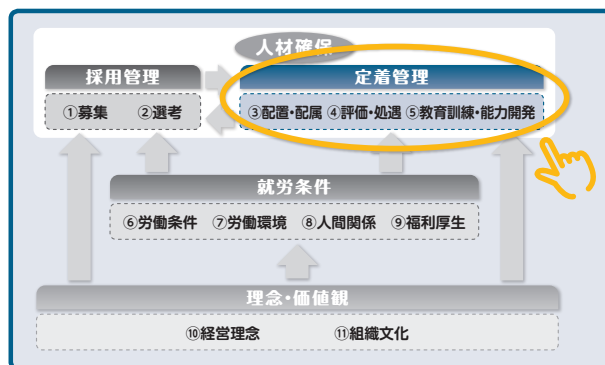 人材確保
採用管理
定着管理
①募集 ②選考
③配置・配属 ④評価・処遇 ⑤教育訓練・能力開発
就労条件
⑥労働条件 ⑦労働環境 ⑧人間関係 ⑨福利厚生
理念・価値観
⑩経営理念 ⑪組織文化